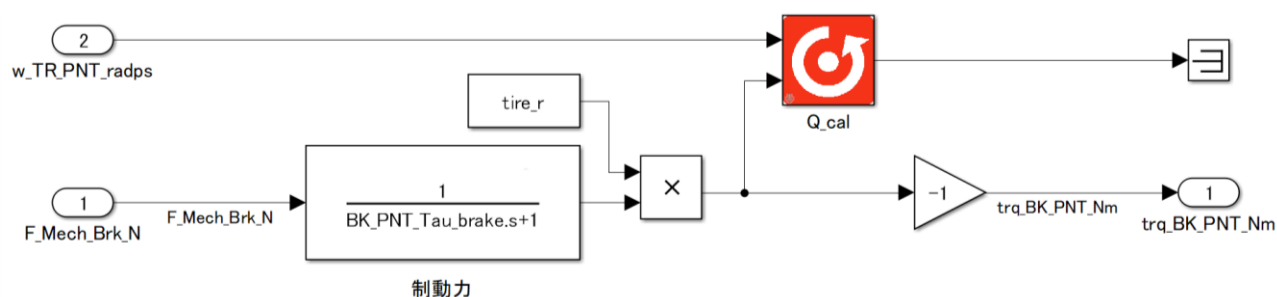 2
w_TR_PNT_radps
tire_r
Q_cal
1
F_Mech_Brk_N
F_Mech_Brk_N
1
BK_PNT_Tau_brake.s+1
制動力
×
-1
trq_BK_PNT_Nm
1
trq_BK_PNT_Nm